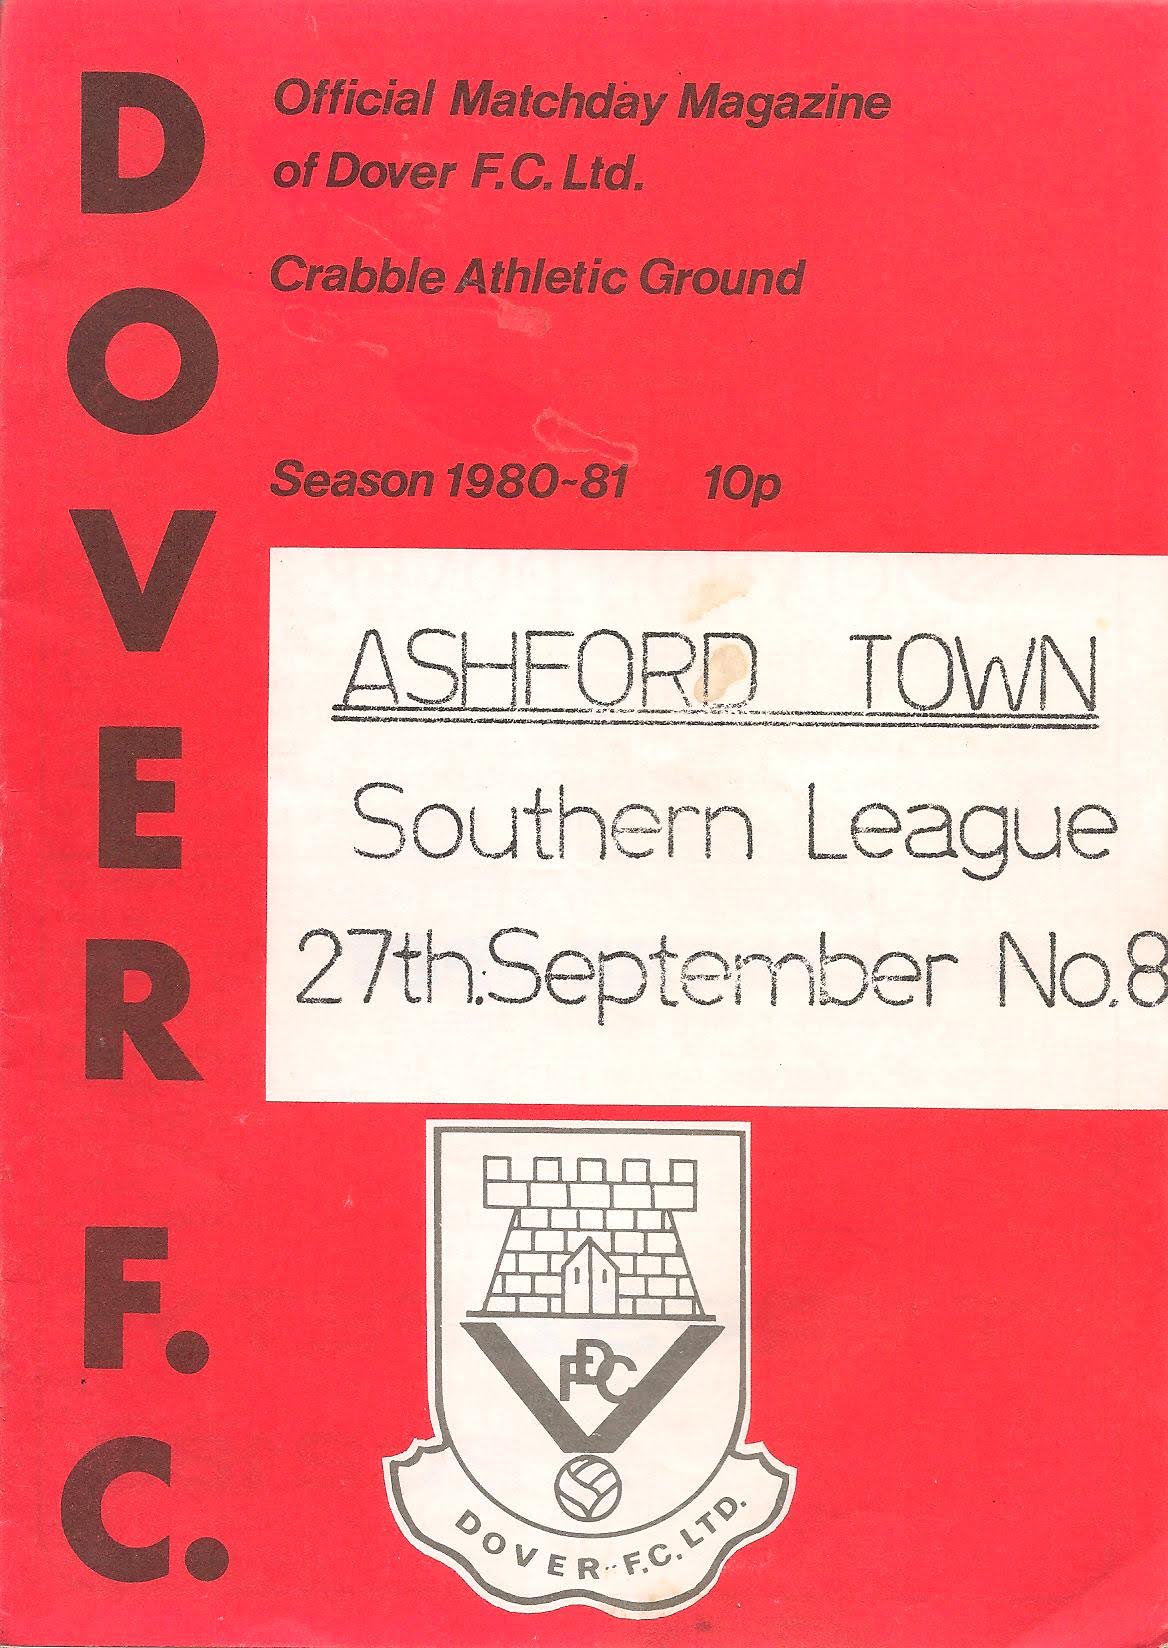 DOVER F.C.
Official Matchday Magazine
of Dover F.C. Ltd.
Crabble Athletic Ground
Season 1980~81 10p
ASHFORD TOWN
Southern League
27th.September No.8
FDC
DOVER F.C. LTD.